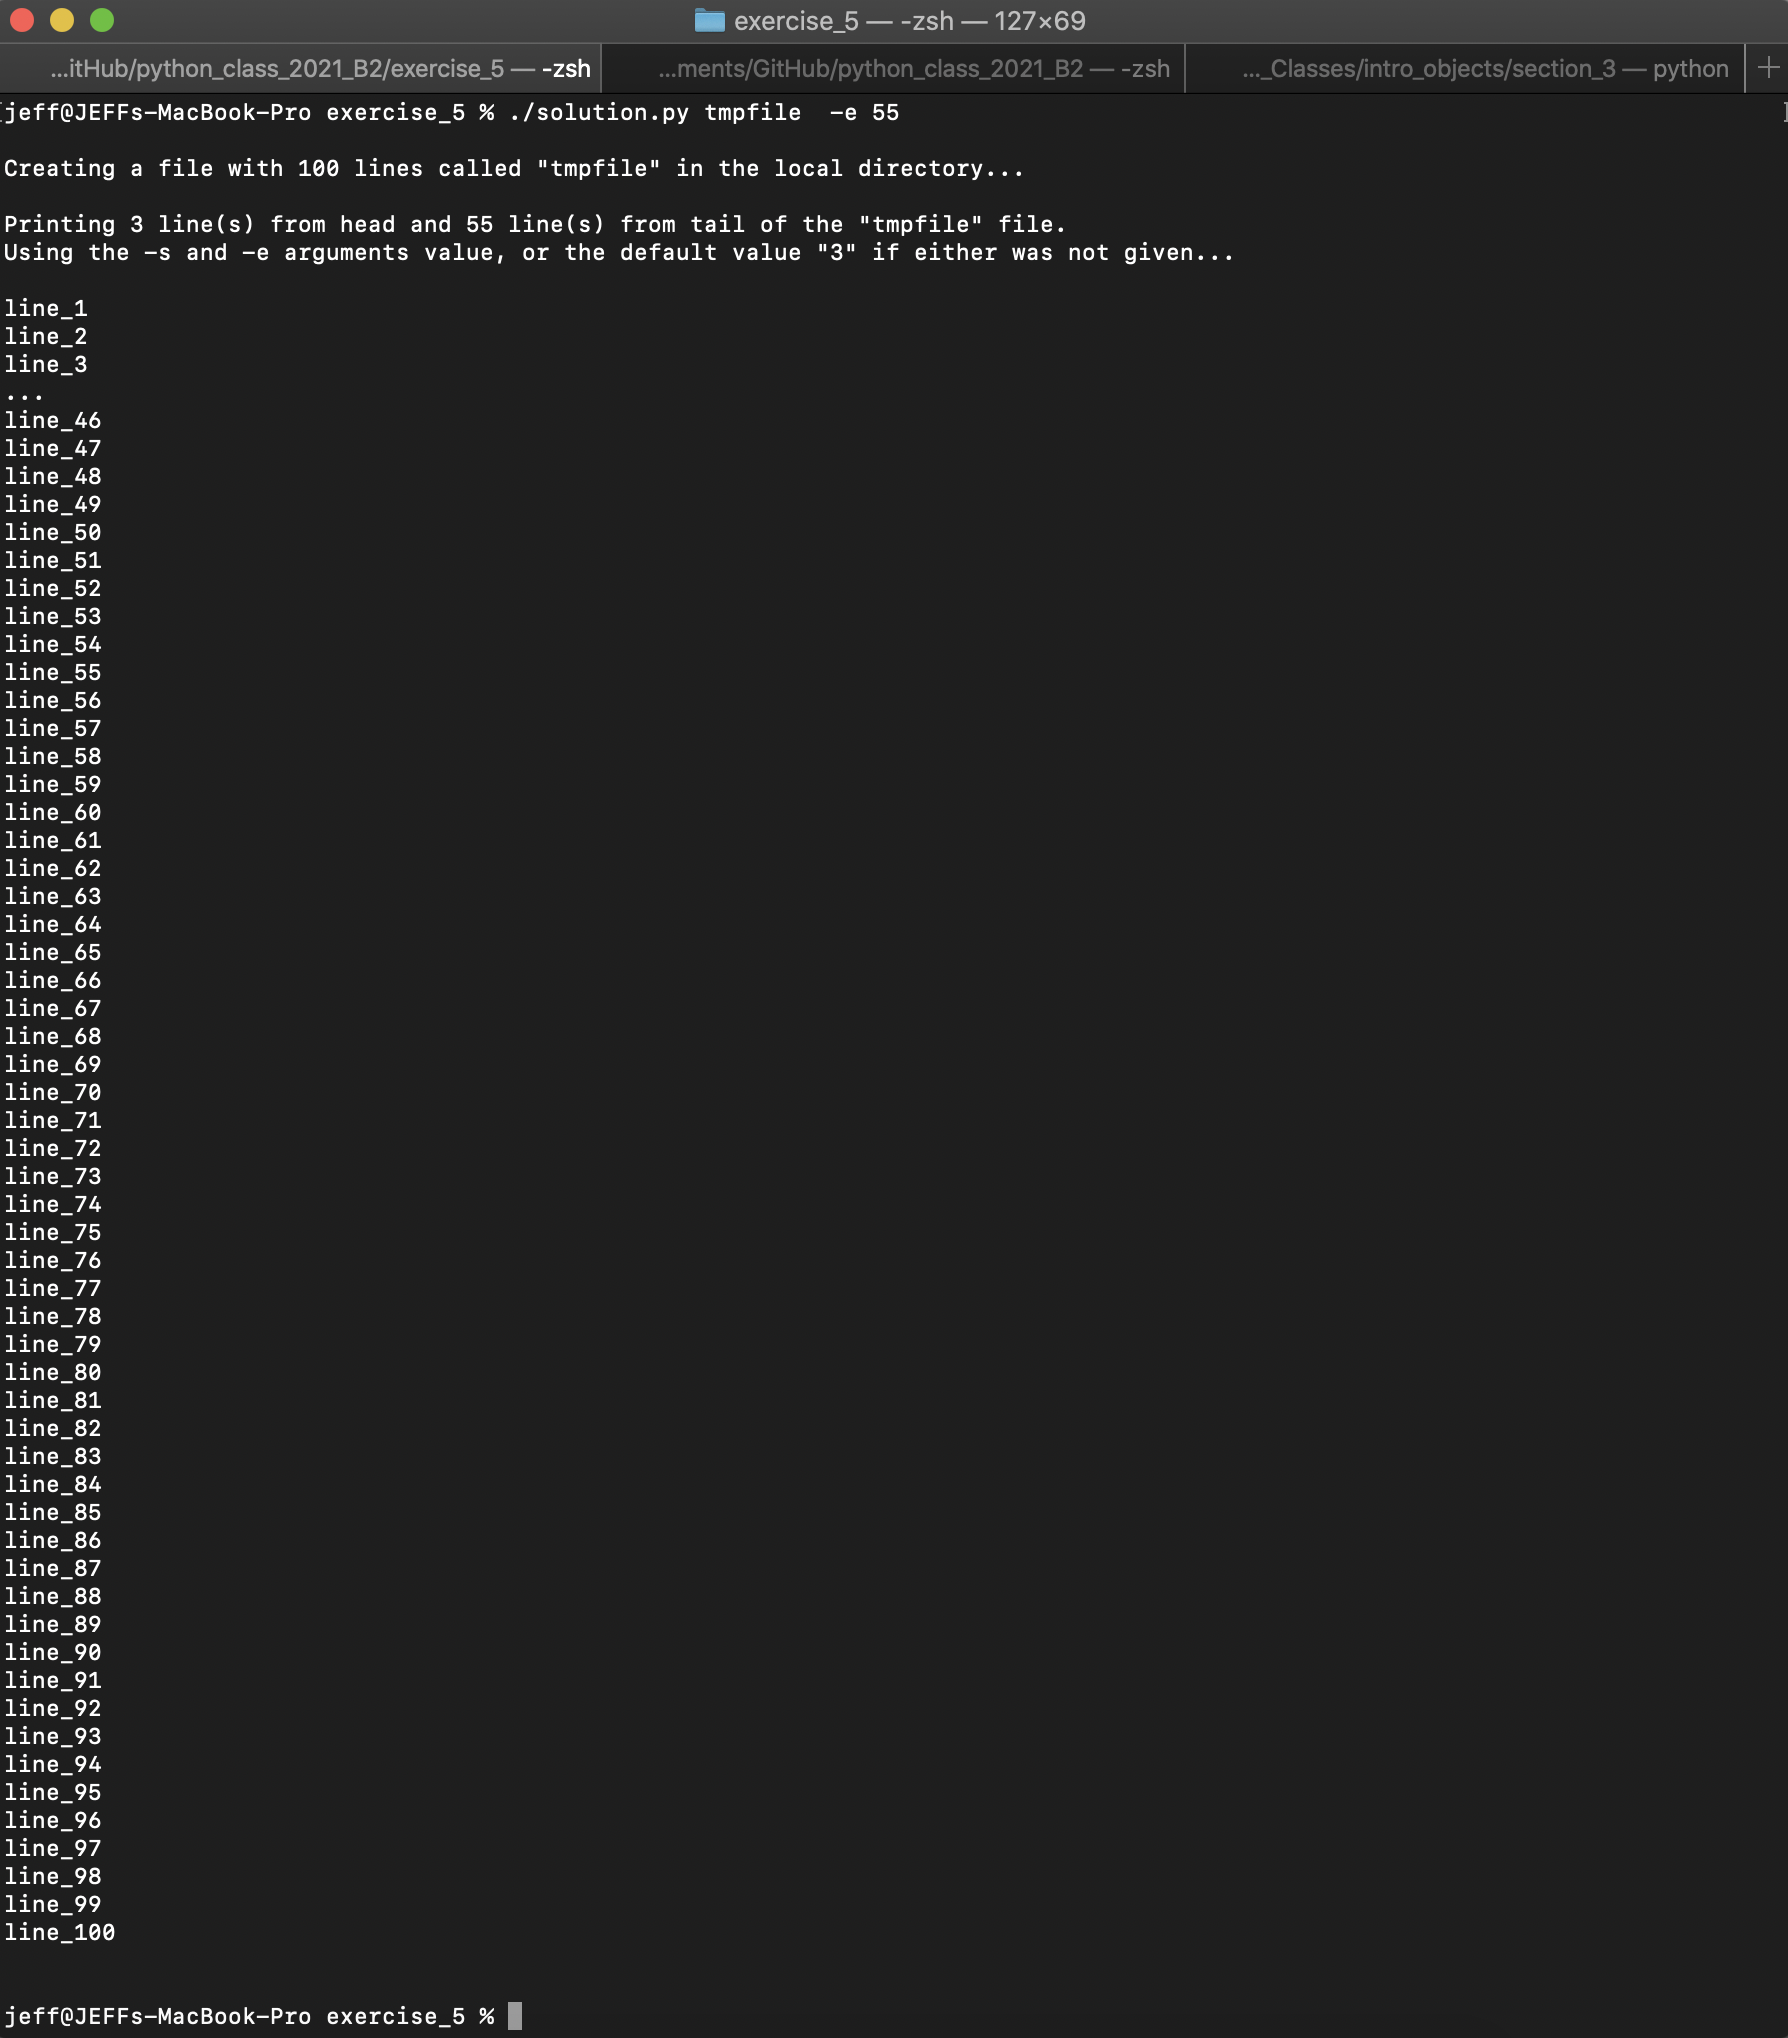 exercise_5 — -zsh — 127×69
...itHub/python_class_2021_B2/exercise_5 — -zsh
...ments/GitHub/python_class_2021_B2 — -zsh
..._Classes/intro_objects/section_3 — python
+
jeff@JEFFs-MacBook-Pro exercise_5 % ./solution.py tmpfile  -e 55
Creating a file with 100 lines called "tmpfile" in the local directory...
Printing 3 line(s) from head and 55 line(s) from tail of the "tmpfile" file.
Using the -s and -e arguments value, or the default value "3" if either was not given...
line_1
line_2
line_3
...
line_46
line_47
line_48
line_49
line_50
line_51
line_52
line_53
line_54
line_55
line_56
line_57
line_58
line_59
line_60
line_61
line_62
line_63
line_64
line_65
line_66
line_67
line_68
line_69
line_70
line_71
line_72
line_73
line_74
line_75
line_76
line_77
line_78
line_79
line_80
line_81
line_82
line_83
line_84
line_85
line_86
line_87
line_88
line_89
line_90
line_91
line_92
line_93
line_94
line_95
line_96
line_97
line_98
line_99
line_100
jeff@JEFFs-MacBook-Pro exercise_5 %